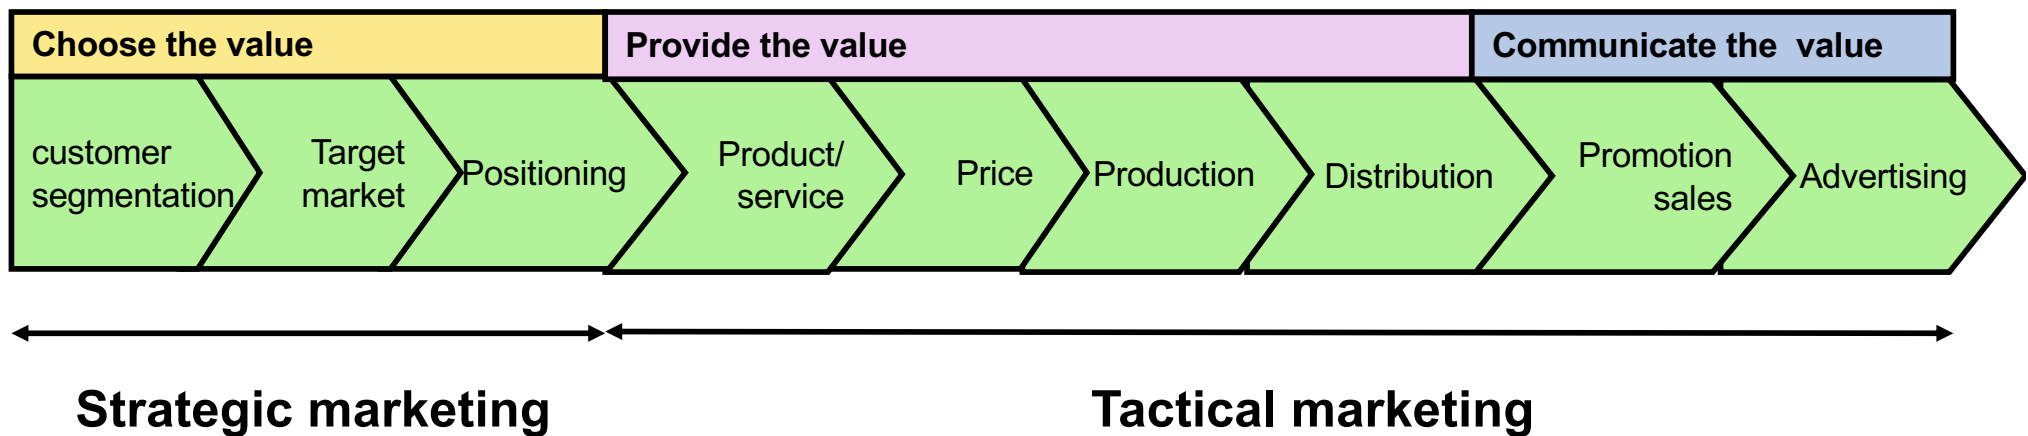 Choose the value
Provide the value
Communicate the  value
customer
segmentation
Target
market
Positioning
Product/
service
Price
Production
Distribution
Promotion
sales
Advertising
Strategic marketing
Tactical marketing